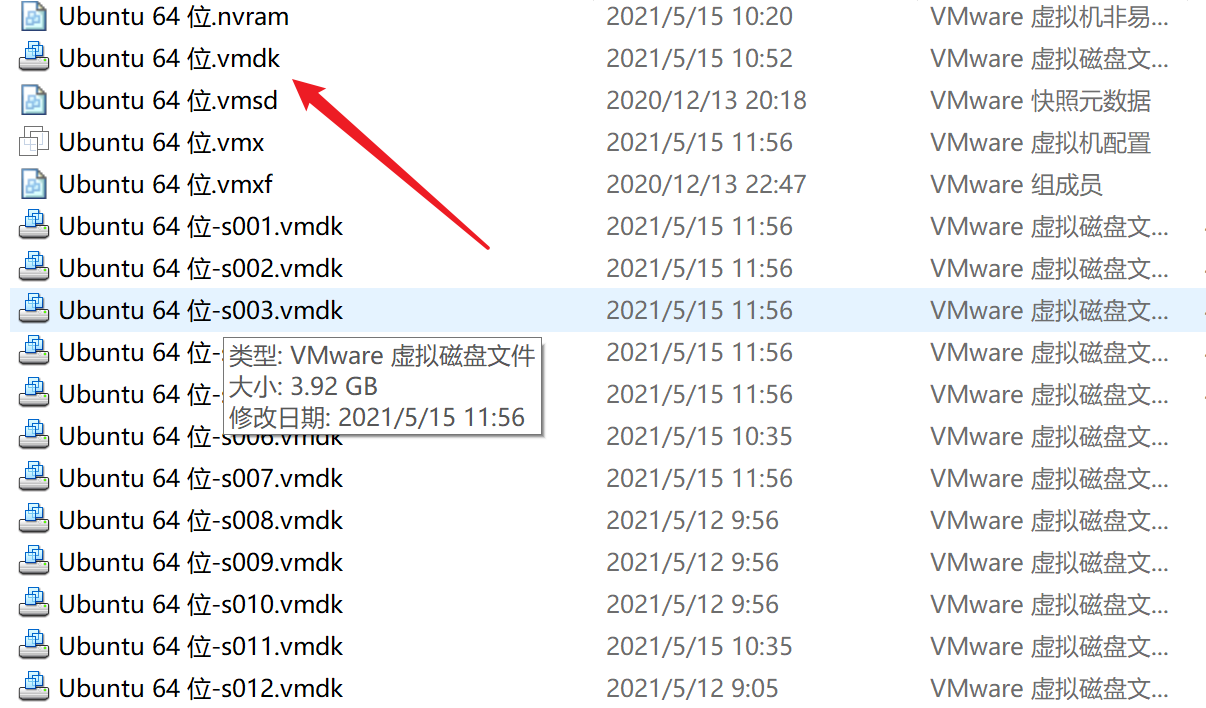 Ubuntu 64 位.nvram 2021/5/15 10:20 VMware 虚拟机非易...
Ubuntu 64 位.vmdk 2021/5/15 10:52 VMware 虚拟磁盘文...
Ubuntu 64 位.vmsd 2020/12/13 20:18 VMware 快照元数据
Ubuntu 64 位.vmx 2021/5/15 11:56 VMware 虚拟机配置
Ubuntu 64 位.vmxf 2020/12/13 22:47 VMware 组成员
Ubuntu 64 位-s001.vmdk 2021/5/15 11:56 VMware 虚拟磁盘文...
Ubuntu 64 位-s002.vmdk 2021/5/15 11:56 VMware 虚拟磁盘文...
Ubuntu 64 位-s003.vmdk 2021/5/15 11:56 VMware 虚拟磁盘文...
Ubuntu 64 位- 2021/5/15 11:56 VMware 虚拟磁盘文...
类型: VMware 虚拟磁盘文件
大小: 3.92 GB
修改日期: 2021/5/15 11:56
Ubuntu 64 位- 2021/5/15 11:56 VMware 虚拟磁盘文...
Ubuntu 64 位-s006.vmdk 2021/5/15 10:35 VMware 虚拟磁盘文...
Ubuntu 64 位-s007.vmdk 2021/5/15 11:56 VMware 虚拟磁盘文...
Ubuntu 64 位-s008.vmdk 2021/5/12 9:56 VMware 虚拟磁盘文...
Ubuntu 64 位-s009.vmdk 2021/5/12 9:56 VMware 虚拟磁盘文...
Ubuntu 64 位-s010.vmdk 2021/5/12 9:56 VMware 虚拟磁盘文...
Ubuntu 64 位-s011.vmdk 2021/5/15 10:35 VMware 虚拟磁盘文...
Ubuntu 64 位-s012.vmdk 2021/5/12 9:05 VMware 虚拟磁盘文...